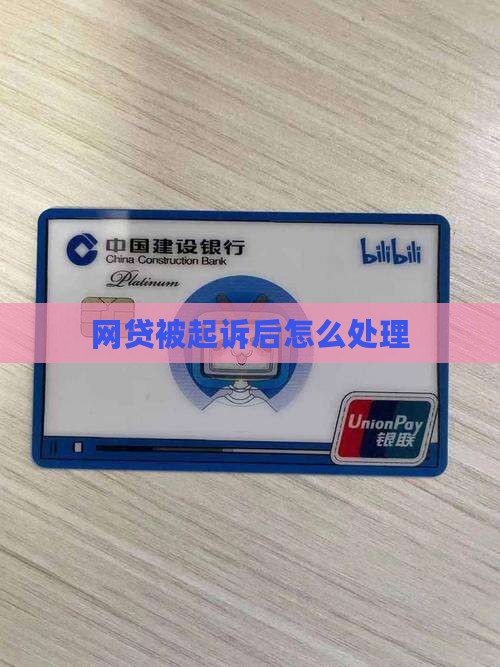 中国建设银行
China Construction Bank
bilibili
Platinum
网贷被起诉后怎么处理
UnionPay
银联